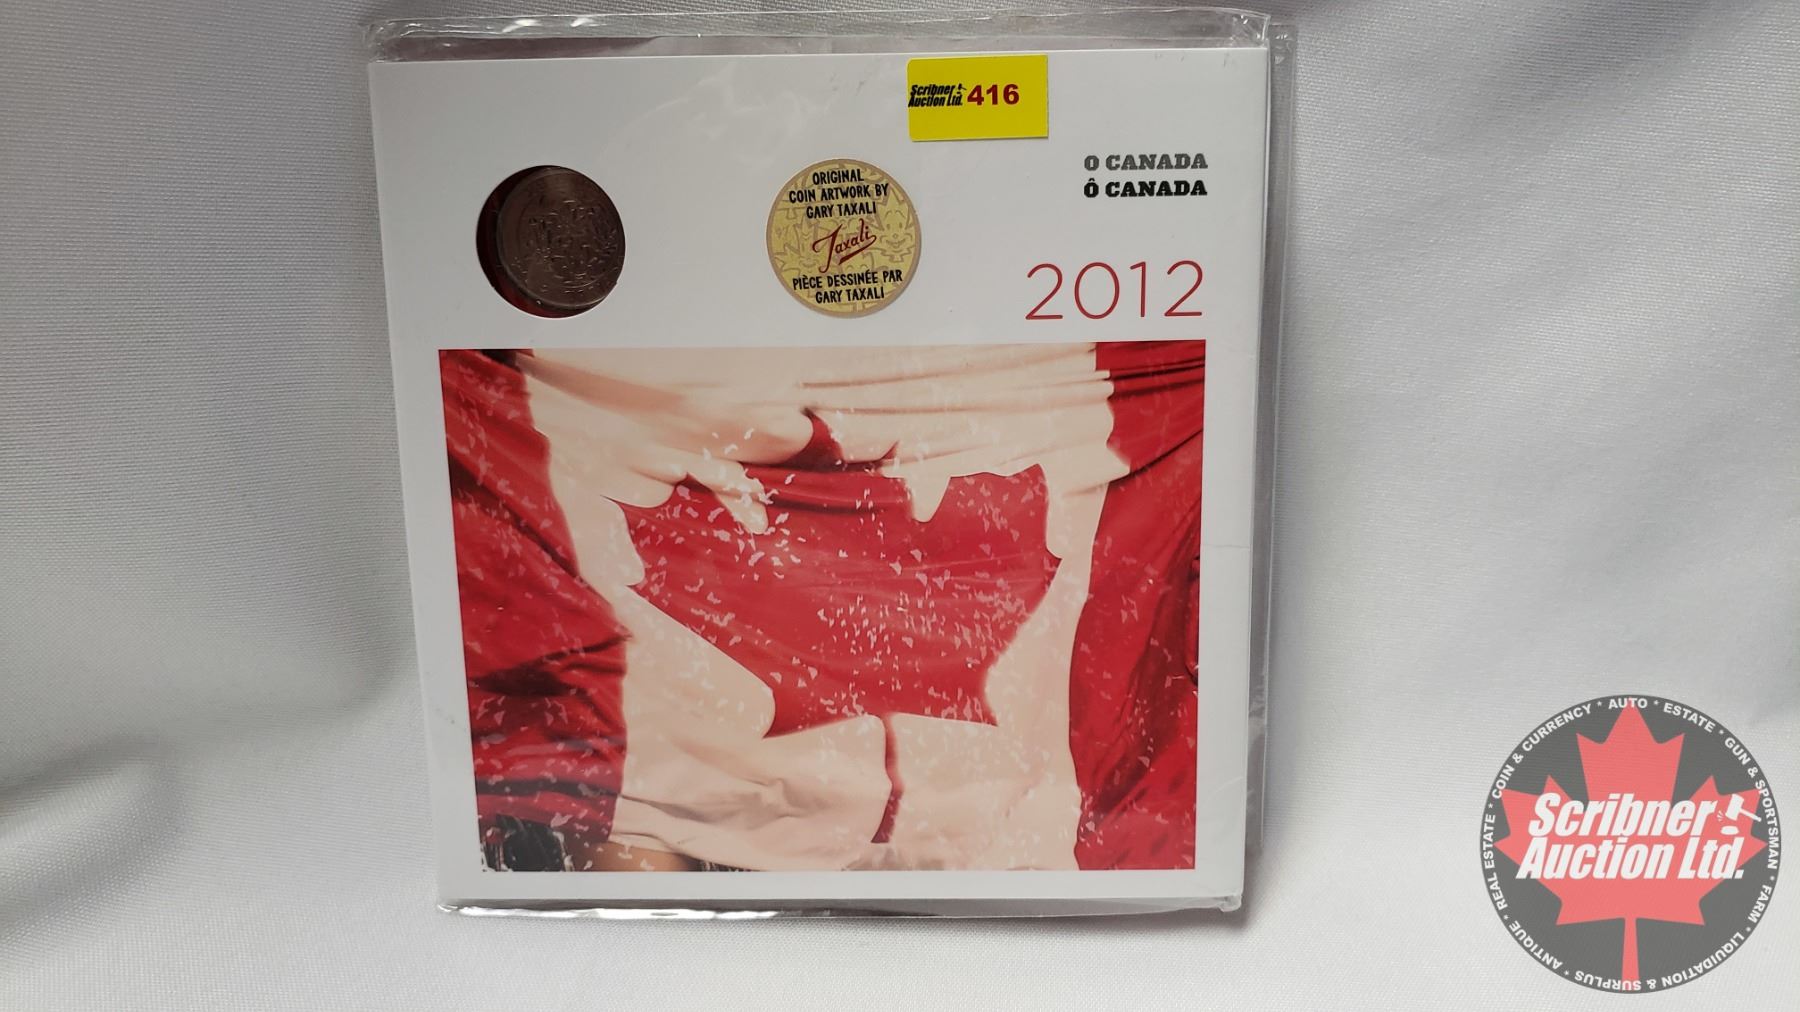 Scribner
Auction Ltd. 416
O CANADA
Ô CANADA
ORIGINAL
COIN ARTWORK BY
GARY TAXALI
Taxali
PIÈCE DESSINÉE PAR
GARY TAXALI
2012
COIN & CURRENCY * AUTO * ESTATE * GUN & SPORTSMAN * FARM * LIQUIDATION & SURPLUS * ANTIQUE * REAL ESTATE *
Scribner
Auction Ltd.